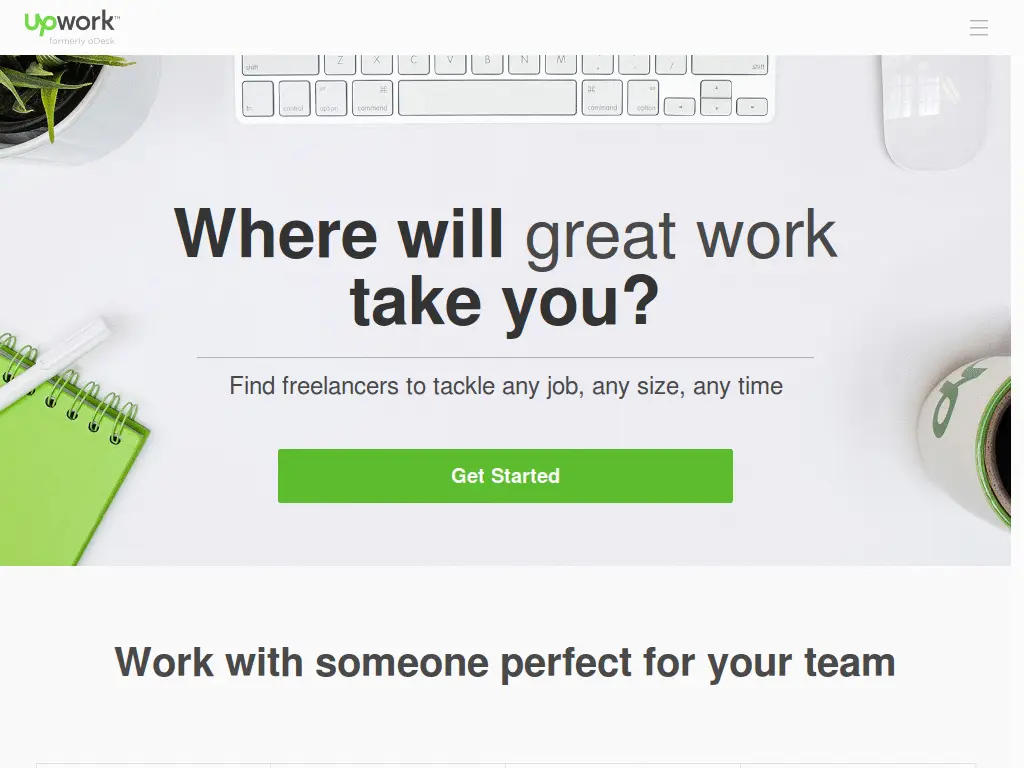 Upwork™
formerly oDesk
shift Z X C V B N M , . / shift
fn control option command command option
Where will great work
take you?
Find freelancers to tackle any job, any size, any time
Get Started
Work with someone perfect for your team